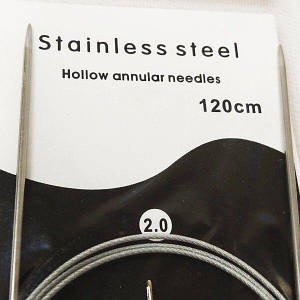 Stainless steel
Hollow annular needles
120cm
2.0